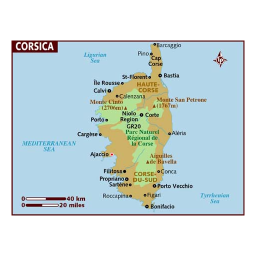 CORSICA
Barcaggio
Ligurian
Sea
Pino
Cap
Corse
St-Florent
Bastia
Île Rousse
HAUTE-
CORSE
Calvi
Calenzana
Monte Cinto
(2706m)
Monte San Petrone
(1767m)
Niolo
Region
Corte
Porto
GR20
Parc Naturel
Régional de
la Corse
Aléria
Cargèse
MEDITERRANEAN
SEA
Ajaccio
Aiguilles
de Bavella
Filitosa
Conca
CORSE-
DU-SUD
Propriano
Sartène
Porto Vecchio
Roccapina
Figari
Tyrrhenian
Sea
Bonifacio
0
40 km
0
20 miles